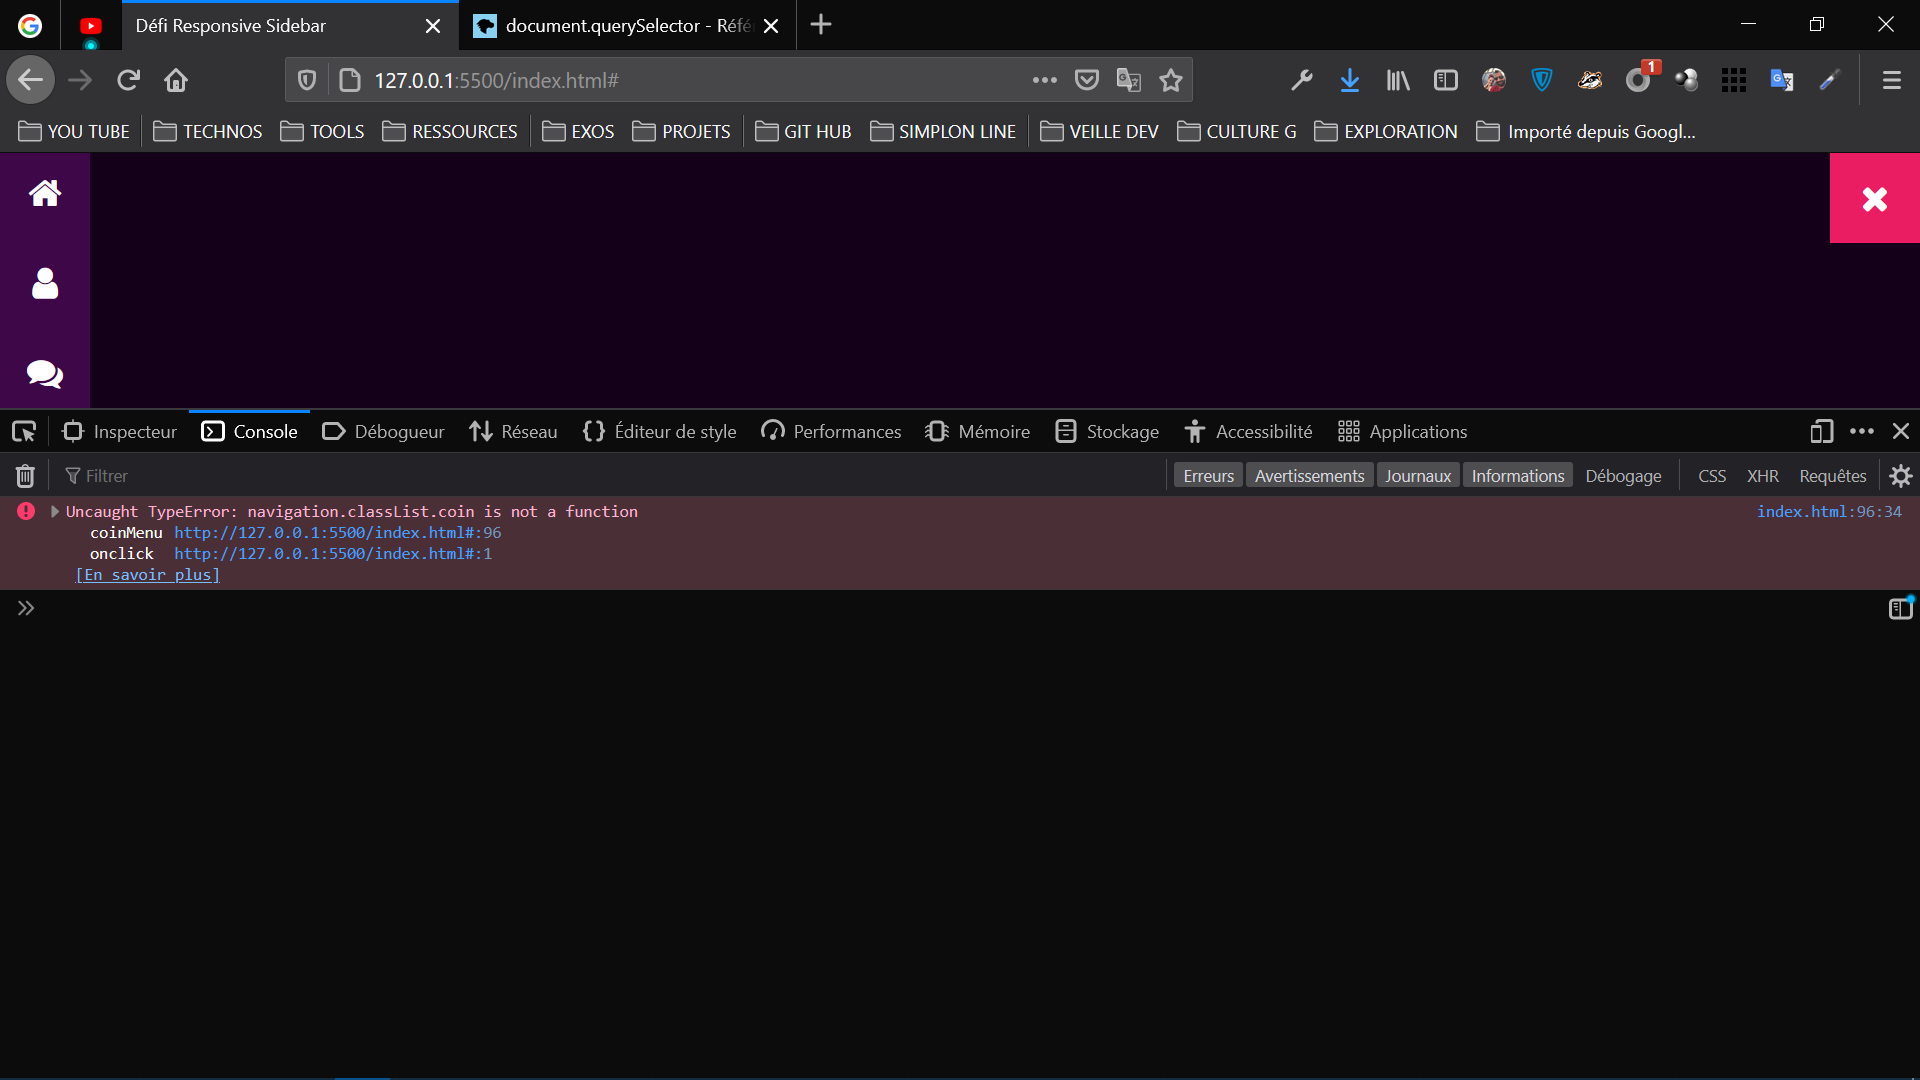 Défi Responsive Sidebar
document.querySelector - Réfé
127.0.0.1:5500/index.html#
1
YOU TUBE TECHNOS TOOLS RESSOURCES EXOS PROJETS GIT HUB SIMPLON LINE VEILLE DEV CULTURE G EXPLORATION Importé depuis Googl...
Inspecteur Console Débogueur Réseau Éditeur de style Performances Mémoire Stockage Accessibilité Applications
Filtrer Erreurs Avertissements Journaux Informations Débogage CSS XHR Requêtes
Uncaught TypeError: navigation.classList.coin is not a function index.html:96:34
coinMenu http://127.0.0.1:5500/index.html#:96
onclick http://127.0.0.1:5500/index.html#:1
[En savoir plus]